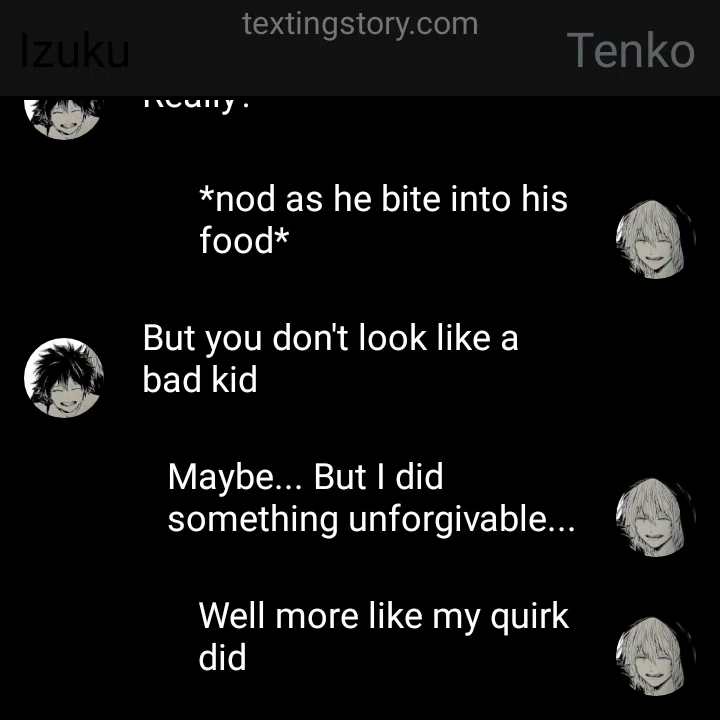 textingstory.com
Izuku
Tenko
Really?
*nod as he bite into his
food*
But you don't look like a
bad kid
Maybe... But I did
something unforgivable...
Well more like my quirk
did